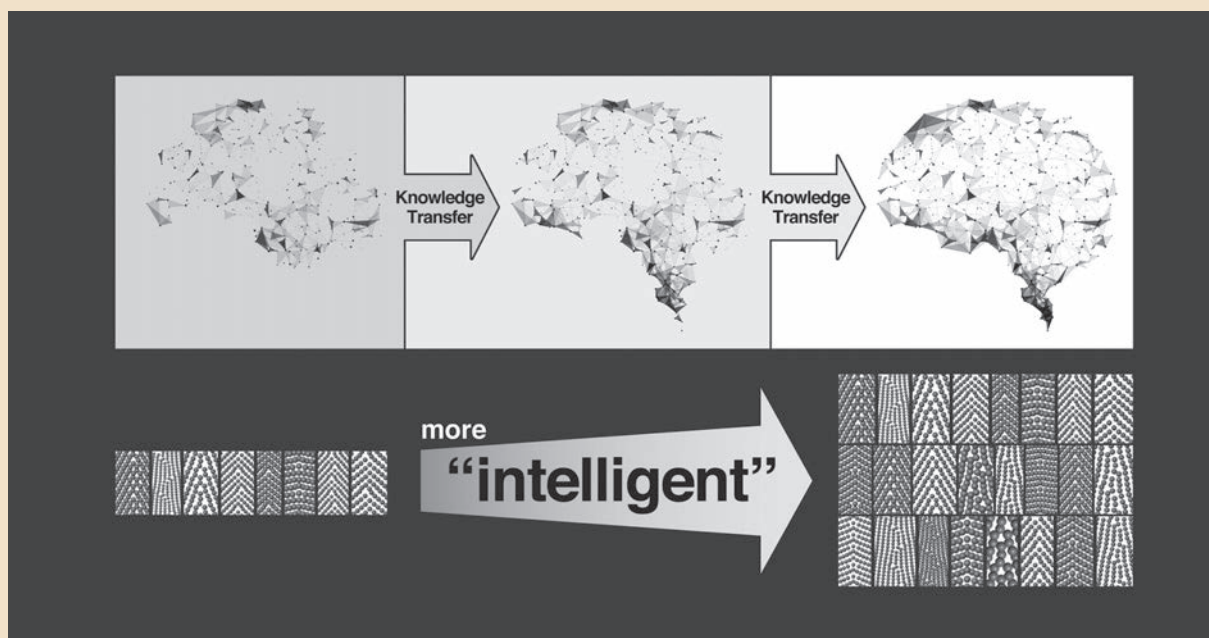 Knowledge
Transfer
Knowledge
Transfer
more
“intelligent”